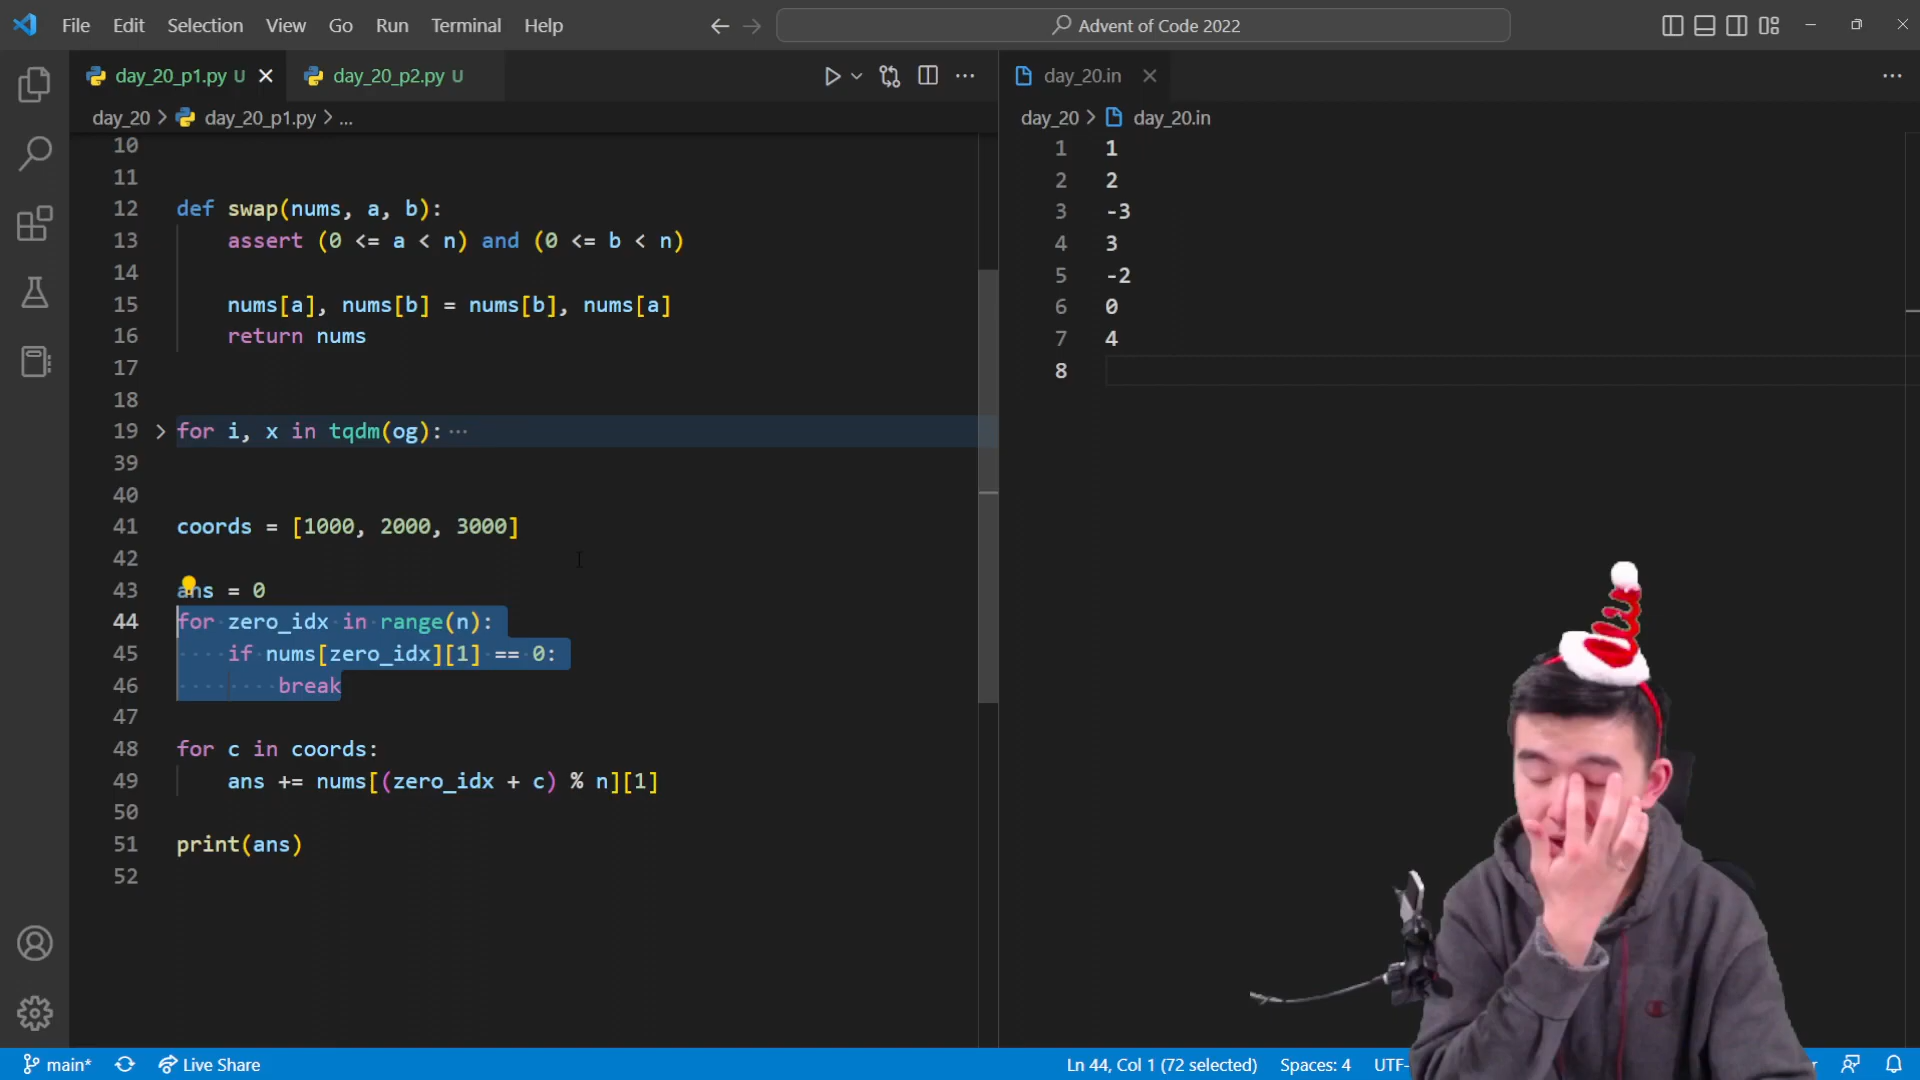 File Edit Selection View Go Run Terminal Help Advent of Code 2022
day_20_p1.py U day_20_p2.py U day_20.in
day_20 > day_20_p1.py > ...
day_20 > day_20.in
10
11
12 def swap(nums, a, b):
13 assert (0 <= a < n) and (0 <= b < n)
14
15 nums[a], nums[b] = nums[b], nums[a]
16 return nums
17
18
19 for i, x in tqdm(og): ...
39
40
41 coords = [1000, 2000, 3000]
42
43 ans = 0
44 for zero_idx in range(n):
45 if nums[zero_idx][1] == 0:
46 break
47
48 for c in coords:
49 ans += nums[(zero_idx + c) % n][1]
50
51 print(ans)
52
1 1
2 2
3 -3
4 3
5 -2
6 0
7 4
8
main* Live Share Ln 44, Col 1 (72 selected) Spaces: 4 UTF-